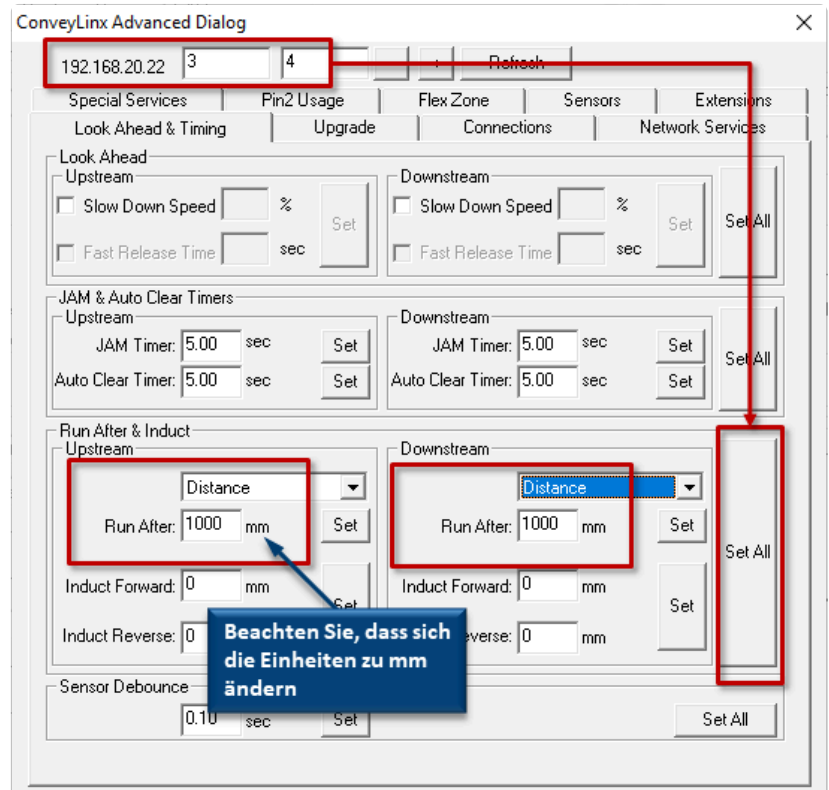 ConveyLinx Advanced Dialog
192.168.20.22 3 4 + Refresh
Special Services Pin2 Usage Flex Zone Sensors Extensions
Look Ahead & Timing Upgrade Connections Network Services
Look Ahead
Upstream Downstream
Slow Down Speed % Set Slow Down Speed % Set Set All
Fast Release Time sec Fast Release Time sec
JAM & Auto Clear Timers
Upstream Downstream
JAM Timer: 5.00 sec Set JAM Timer: 5.00 sec Set Set All
Auto Clear Timer: 5.00 sec Set Auto Clear Timer: 5.00 sec Set
Run After & Induct
Upstream Downstream
Distance Distance
Run After: 1000 mm Set Run After: 1000 mm Set Set All
Induct Forward: 0 mm Set Induct Forward: 0 mm Set
Induct Reverse: 0 everse: 0 mm
Beachten Sie, dass sich
die Einheiten zu mm
ändern
Sensor Debounce
0.10 sec Set Set All